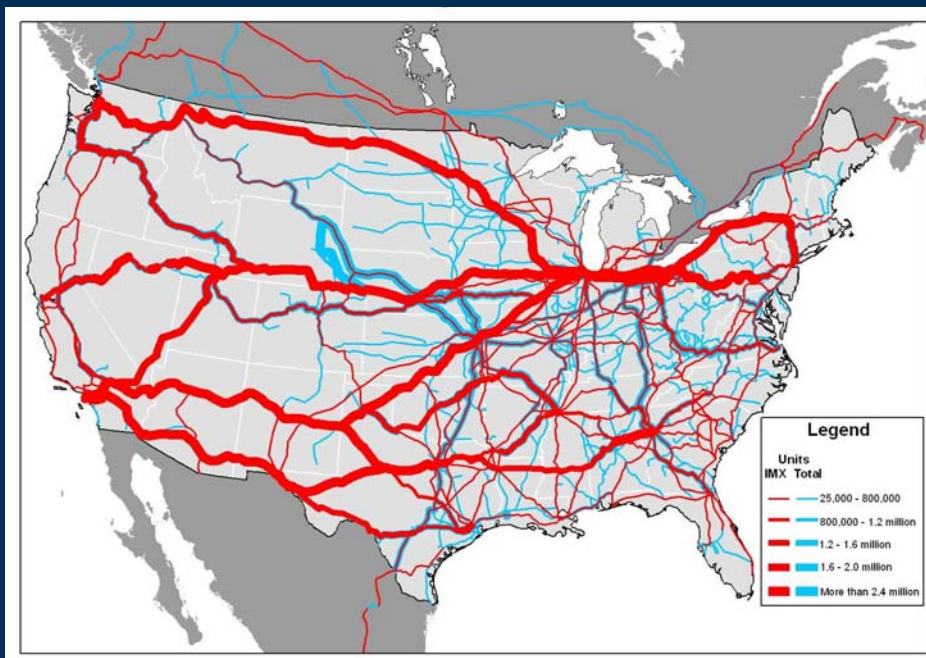 Legend
Units
IMX Total
25,000 - 800,000
800,000 - 1.2 million
1.2 - 1.6 million
1.6 - 2.0 million
More than 2.4 million